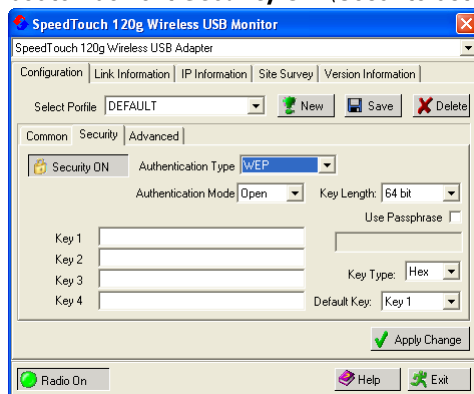 SpeedTouch 120g Wireless USB Monitor
SpeedTouch 120g Wireless USB Adapter
Configuration Link Information IP Information Site Survey Version Information
Select Porfile DEFAULT New Save Delete
Common Security Advanced
Security ON Authentication Type WEP
Authentication Mode Open Key Length: 64 bit
Use Passphrase
Key 1
Key 2
Key 3 Key Type: Hex
Key 4 Default Key: Key 1
Apply Change
Radio On Help Exit